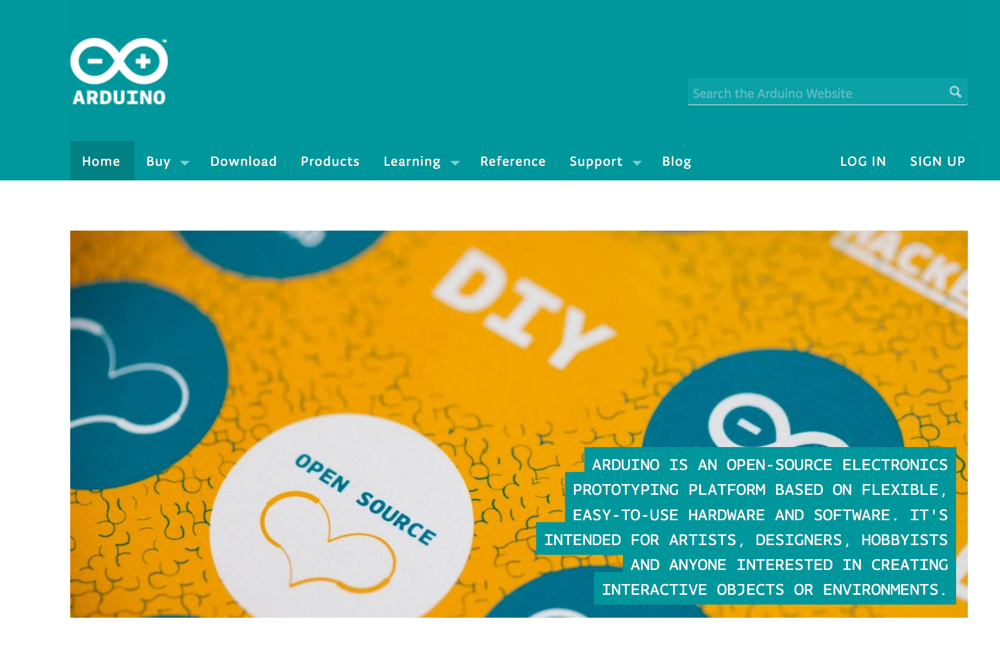 ARDUINO
Search the Arduino Website
Home Buy Download Products Learning Reference Support Blog LOG IN SIGN UP
DIY
HACKE
OPEN SOURCE
ARDUINO IS AN OPEN-SOURCE ELECTRONICS
PROTOTYPING PLATFORM BASED ON FLEXIBLE,
EASY-TO-USE HARDWARE AND SOFTWARE. IT'S
INTENDED FOR ARTISTS, DESIGNERS, HOBBYISTS
AND ANYONE INTERESTED IN CREATING
INTERACTIVE OBJECTS OR ENVIRONMENTS.